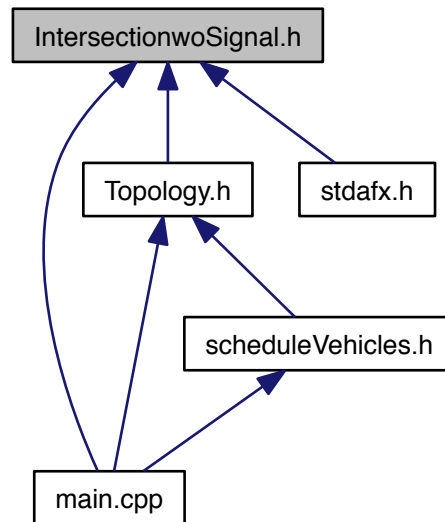 IntersectionwoSignal.h
Topology.h
stdafx.h
scheduleVehicles.h
main.cpp